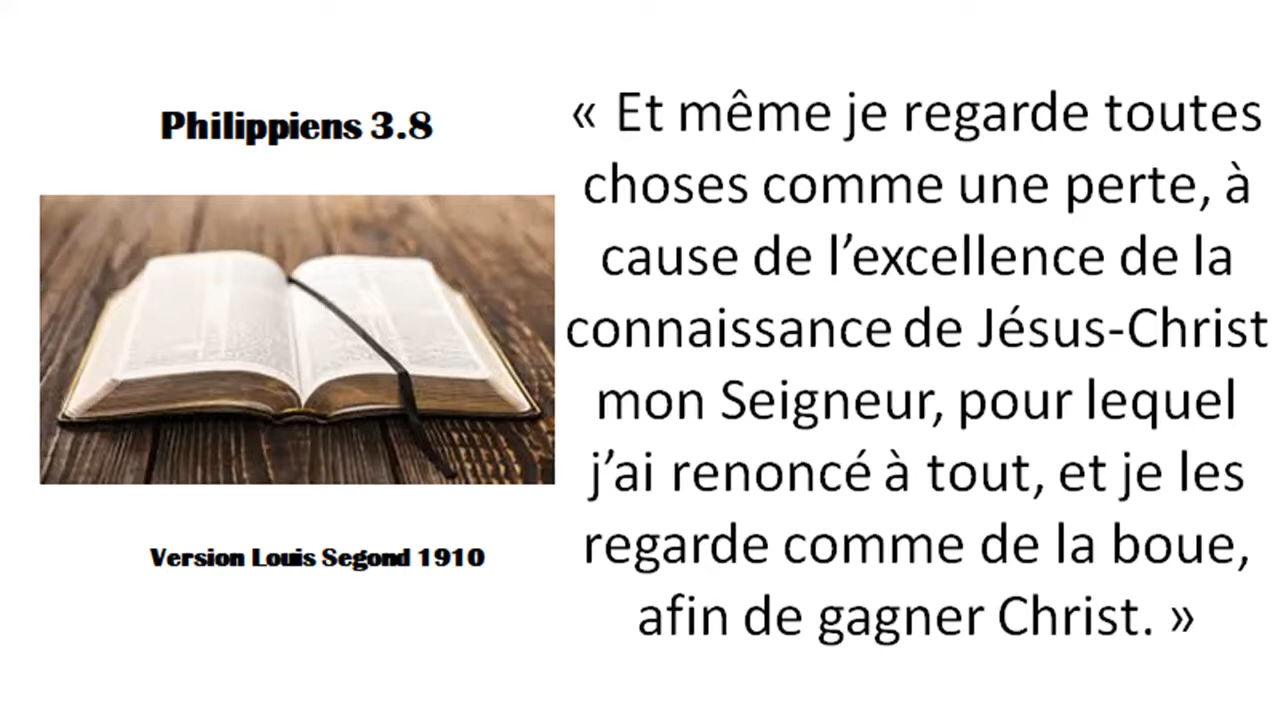 Philippiens 3.8
Version Louis Segond 1910
« Et même je regarde toutes
choses comme une perte, à
cause de l’excellence de la
connaissance de Jésus-Christ
mon Seigneur, pour lequel
j’ai renoncé à tout, et je les
regarde comme de la boue,
afin de gagner Christ. »